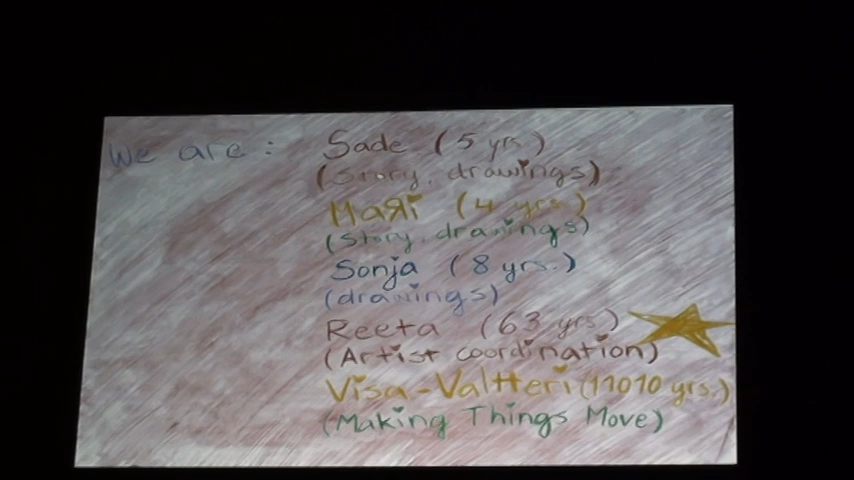 We are: Sade (5 yrs.)
(Story, drawings)
MaЯi (4 yrs.)
(Story, drawings)
Sonja (8 yrs.)
(drawings)
Reeta (63 yrs)
(Artist coordination)
Visa-Valtteri (11010 yrs.)
(Making Things Move)